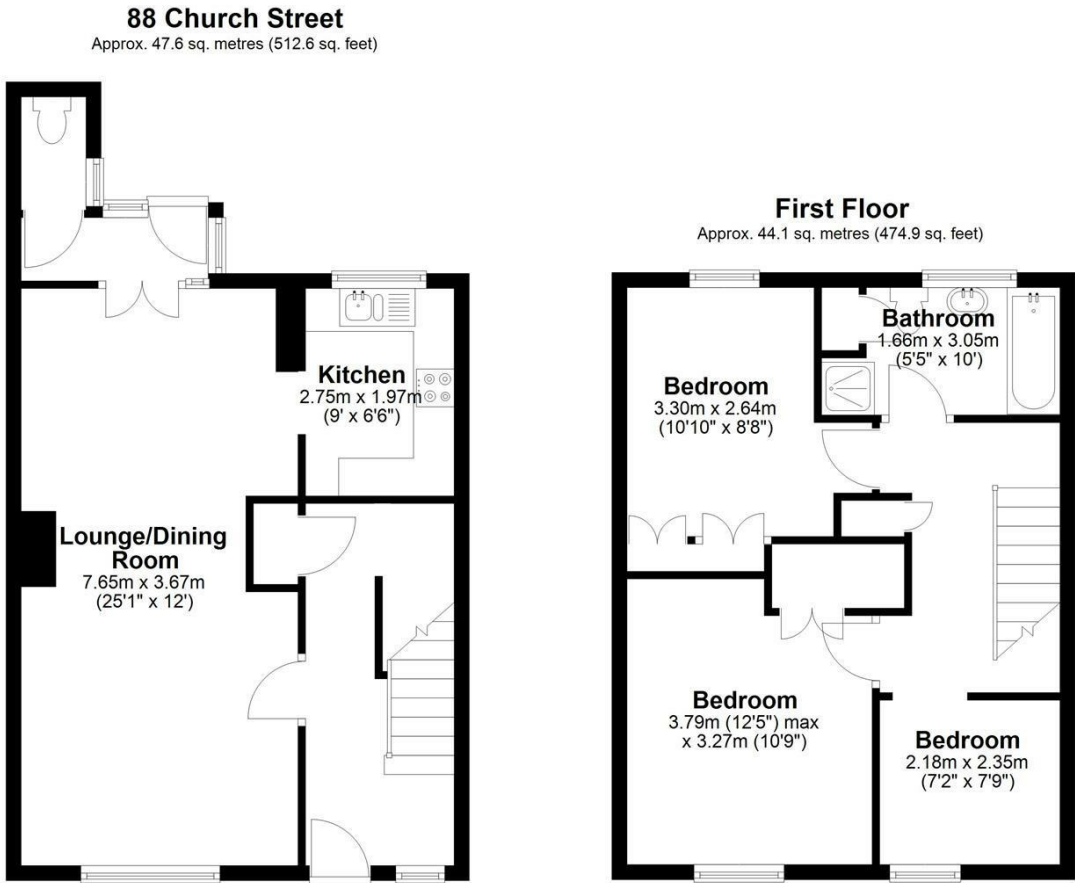 88 Church Street
Approx. 47.6 sq. metres (512.6 sq. feet)
Kitchen
2.75m x 1.97m
(9' x 6'6")
Lounge/Dining
Room
7.65m x 3.67m
(25'1" x 12')
First Floor
Approx. 44.1 sq. metres (474.9 sq. feet)
Bathroom
1.66m x 3.05m
(5'5" x 10')
Bedroom
3.30m x 2.64m
(10'10" x 8'8")
Bedroom
3.79m (12'5") max
x 3.27m (10'9")
Bedroom
2.18m x 2.35m
(7'2" x 7'9")